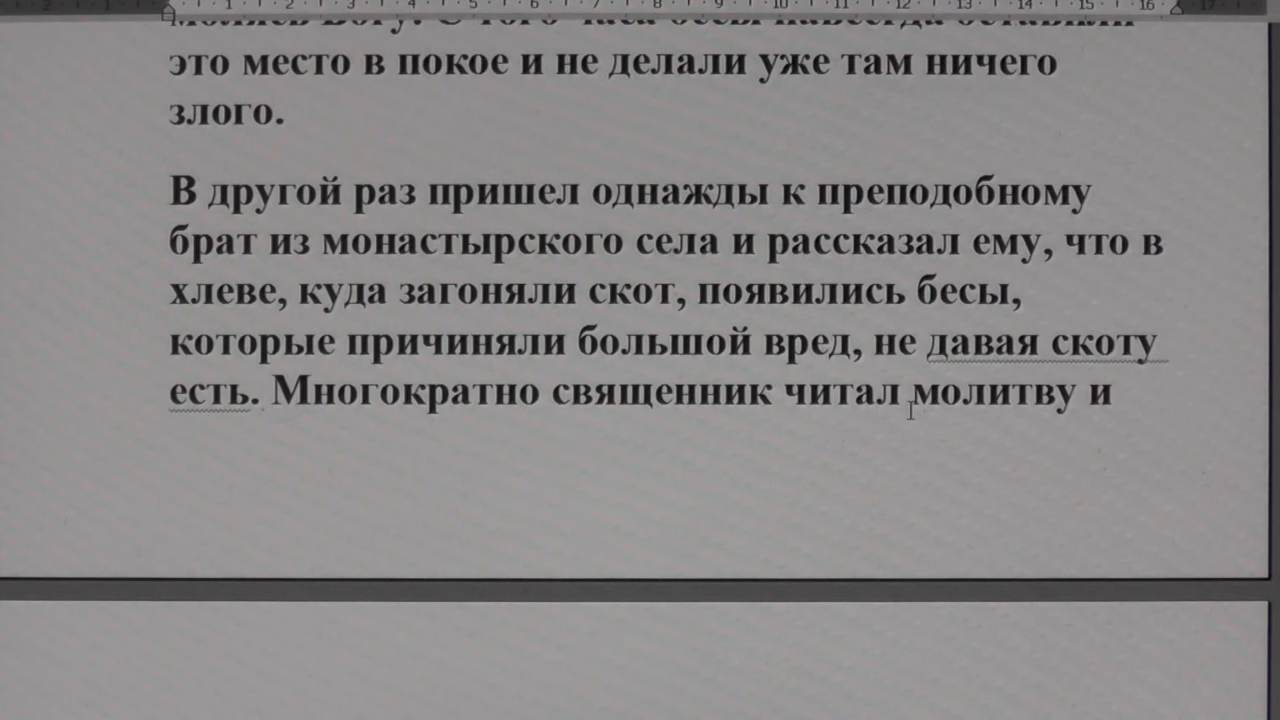 это место в покое и не делали уже там ничего
злого.
В другой раз пришел однажды к преподобному
брат из монастырского села и рассказал ему, что в
хлеве, куда загоняли скот, появились бесы,
которые причиняли большой вред, не давая скоту
есть. Многократно священник читал молитву и